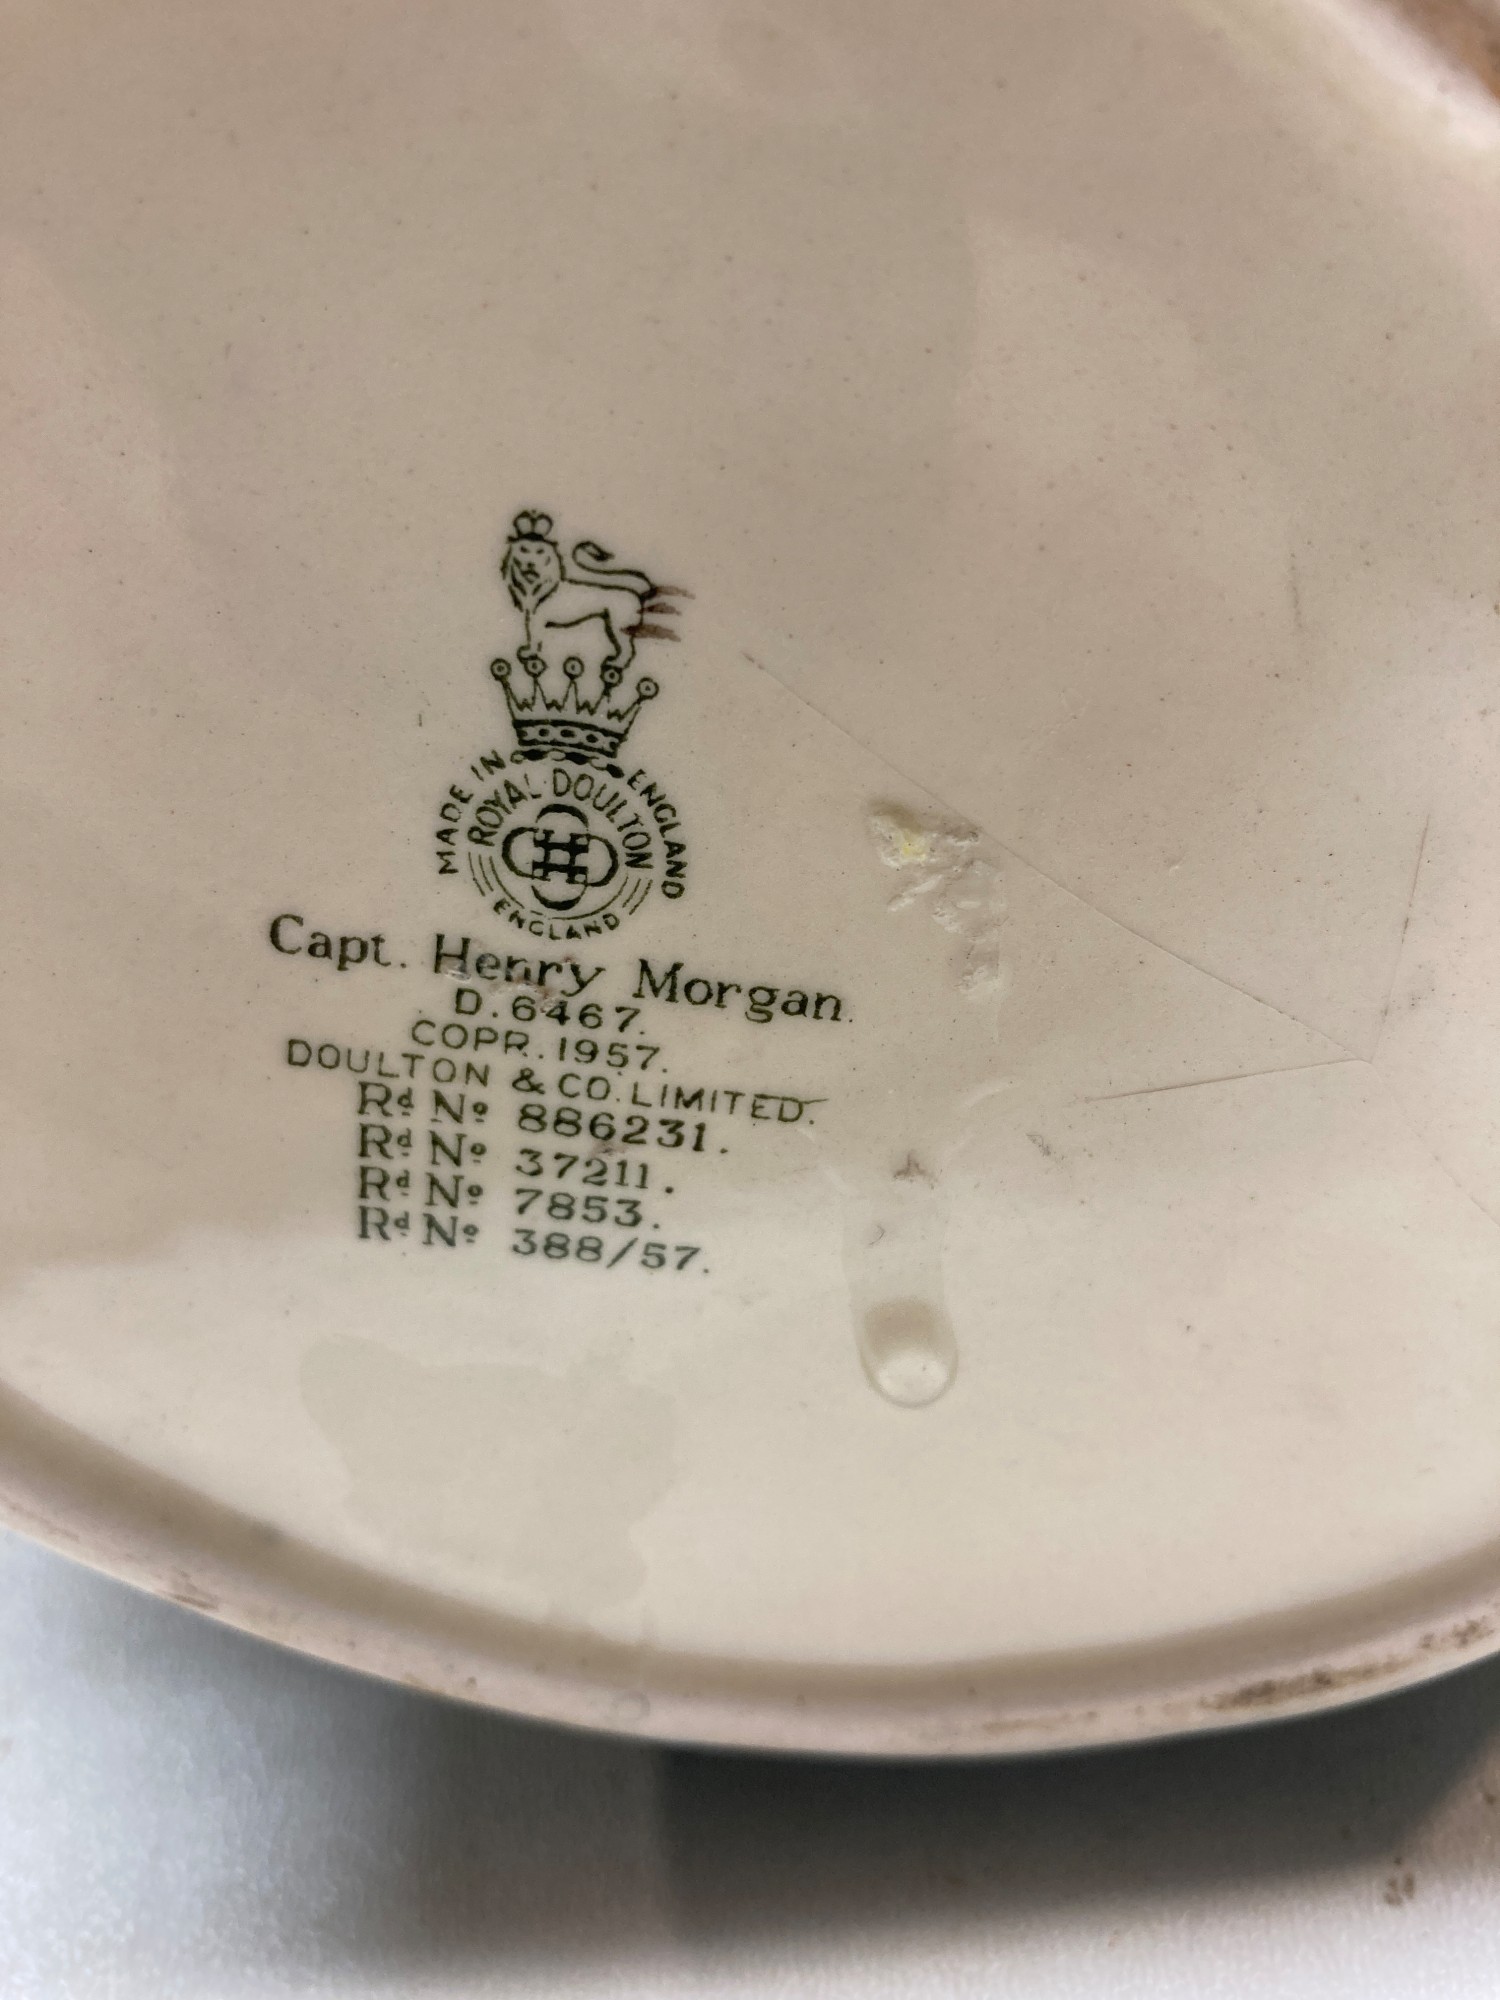 MADE IN ENGLAND
ROYAL DOULTON
ENGLAND
Capt. Henry Morgan.
D.6467.
COPR.1957.
DOULTON & CO.LIMITED.
Rd No 886231.
Rd No 37211.
Rd No 7853.
Rd No 388/57.